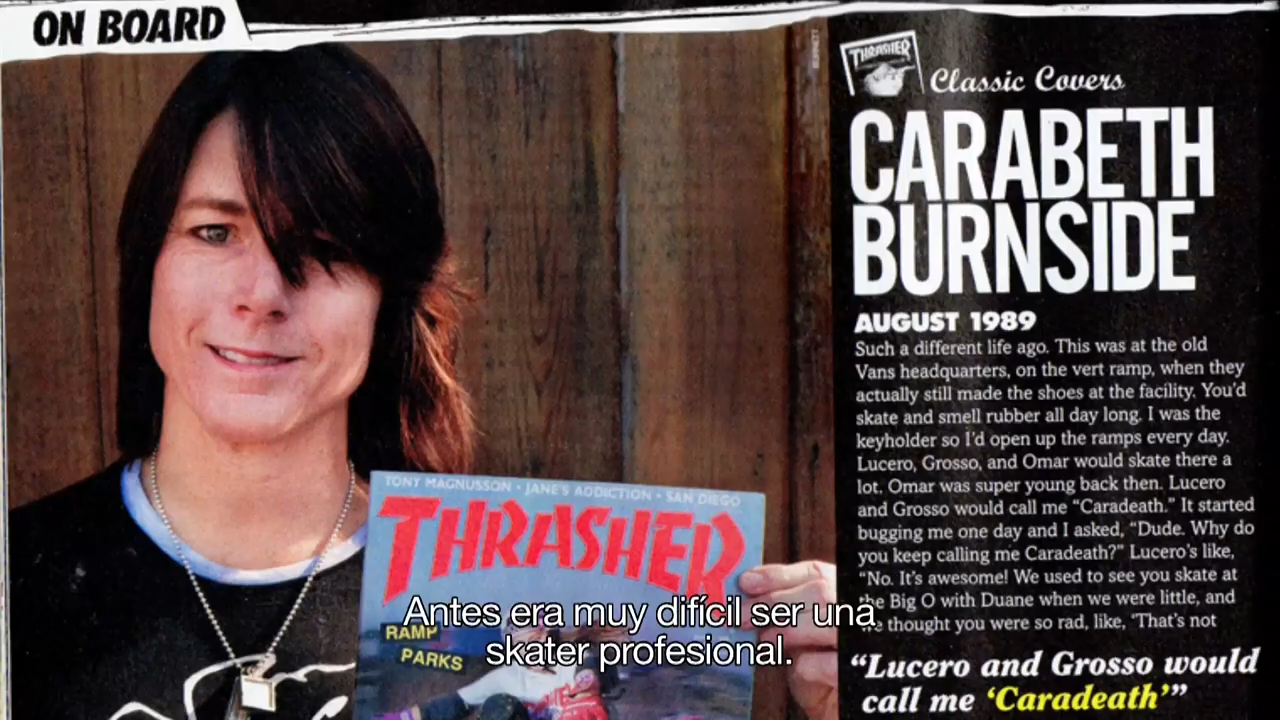 ON BOARD
BURNETT
THRASHER
Classic Covers
CARABETH
BURNSIDE
AUGUST 1989
Such a different life ago. This was at the old
Vans headquarters, on the vert ramp, when they
actually still made the shoes at the facility. You'd
skate and smell rubber all day long. I was the
keyholder so I'd open up the ramps every day.
Lucero, Grosso, and Omar would skate there a
lot. Omar was super young back then. Lucero
and Grosso would call me “Caradeath.” It started
bugging me one day and I asked, “Dude. Why do
you keep calling me Caradeath?” Lucero's like,
“No. It's awesome! We used to see you skate at
the Big O with Duane when we were little, and
we thought you were so rad, like, ‘That's not
“Lucero and Grosso would
call me ‘Caradeath’”
TONY MAGNUSSON • JANE'S ADDICTION • SAN DIEGO
THRASHER
RAMP
PARKS
Antes era muy difícil ser una
skater profesional.